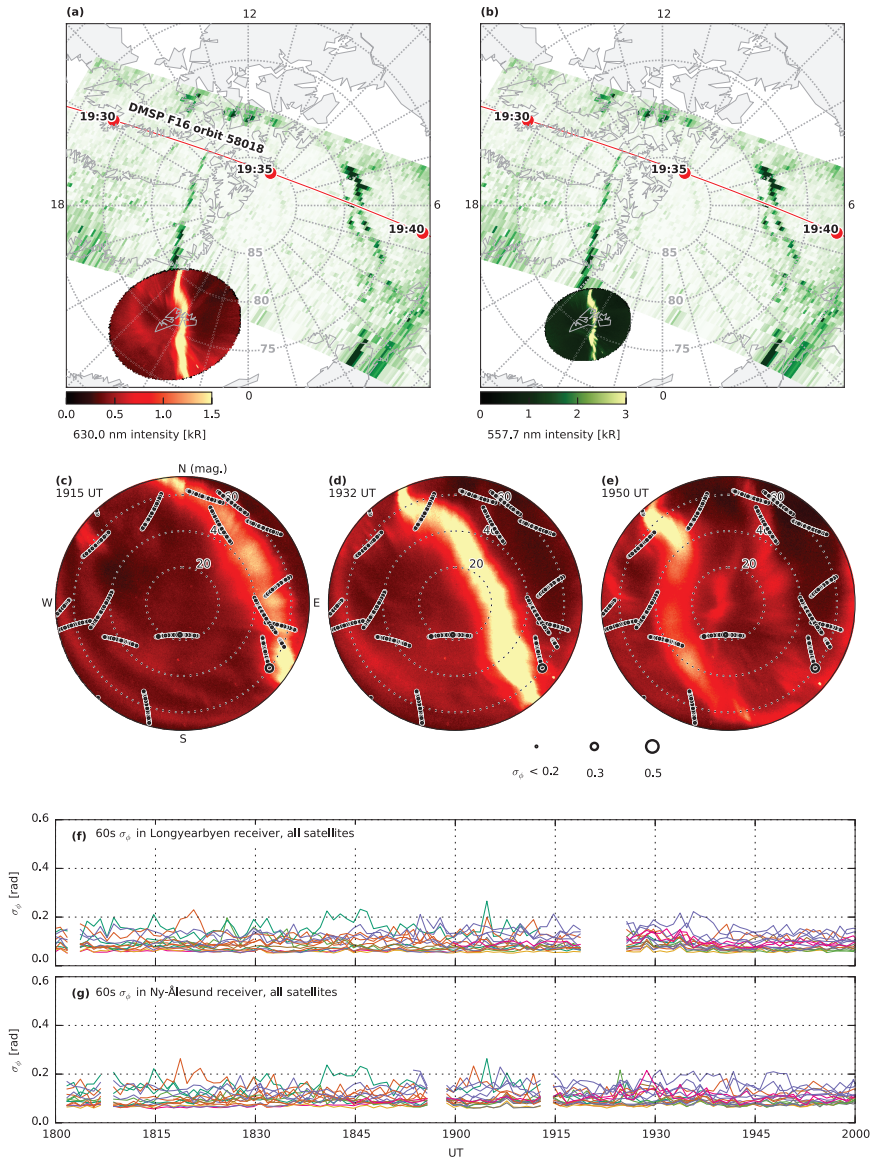 (a)
12
(b)
DMSP F16 orbit 58018
19:30
19:35
19:40
18
85
80
75
0
19:30
19:35
19:40
6
18
6
85
80
75
0
0.0 0.5 1.0 1.5
630.0 nm intensity [kR]
0 1 2 3
557.7 nm intensity [kR]
(c)
1915 UT
N (mag.)
60
40
20
W
E
S
(d)
1932 UT
60
40
20
(e)
1950 UT
60
40
20
σϕ < 0.2
0.3
0.5
(f) 60s σϕ in Longyearbyen receiver, all satellites
σϕ [rad]
0.6
0.4
0.2
0.0
(g) 60s σϕ in Ny-Ålesund receiver, all satellites
σϕ [rad]
0.6
0.4
0.2
0.0
1800 1815 1830 1845 1900 1915 1930 1945 2000
UT